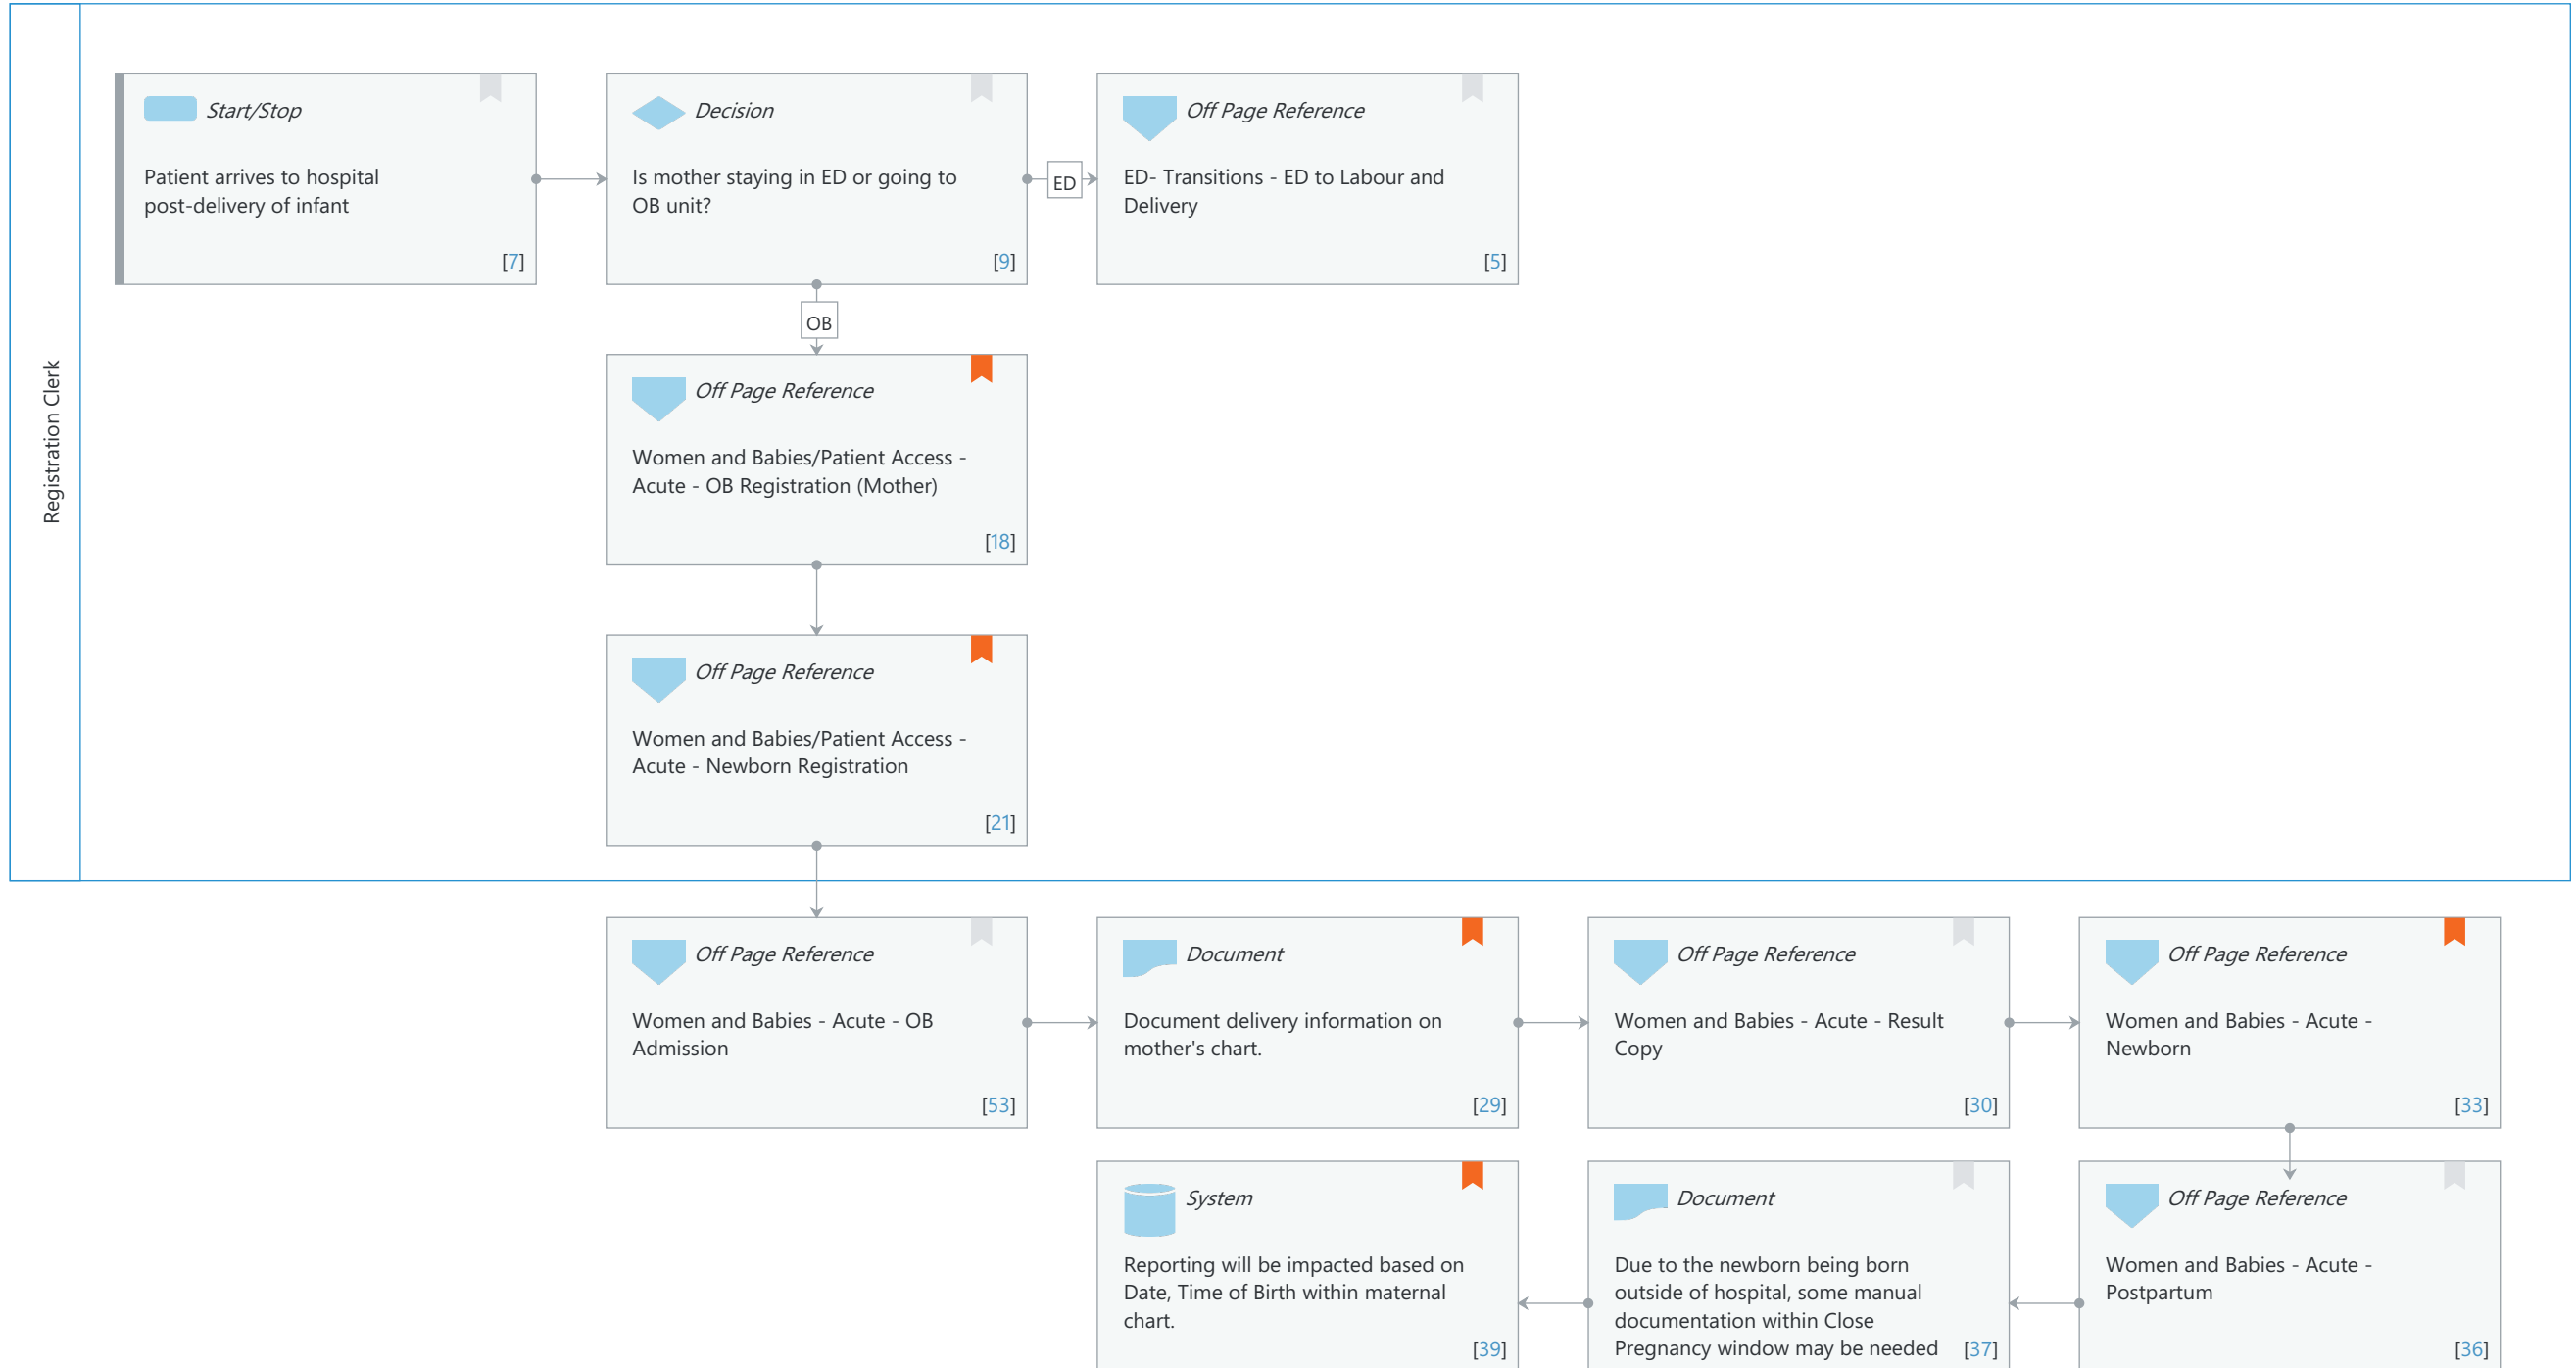 Registration Clerk
Start/Stop
Patient arrives to hospital
post-delivery of infant
[7]
Decision
Is mother staying in ED or going to
OB unit?
[9]
ED
Off Page Reference
ED- Transitions - ED to Labour and
Delivery
[5]
OB
Off Page Reference
Women and Babies/Patient Access -
Acute - OB Registration (Mother)
[18]
Off Page Reference
Women and Babies/Patient Access -
Acute - Newborn Registration
[21]
Off Page Reference
Women and Babies - Acute - OB
Admission
[53]
Document
Document delivery information on
mother's chart.
[29]
Off Page Reference
Women and Babies - Acute - Result
Copy
[30]
Off Page Reference
Women and Babies - Acute -
Newborn
[33]
Off Page Reference
Women and Babies - Acute -
Postpartum
[36]
Document
Due to the newborn being born
outside of hospital, some manual
documentation within Close
Pregnancy window may be needed
[37]
System
Reporting will be impacted based on
Date, Time of Birth within maternal
chart.
[39]